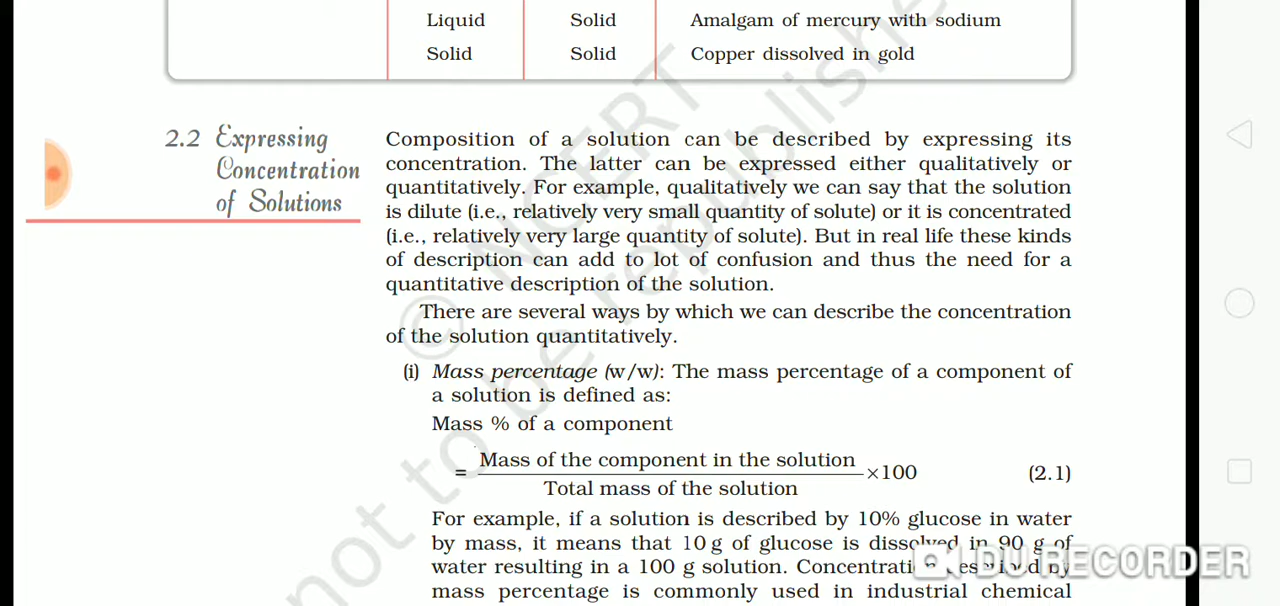 Liquid Solid Amalgam of mercury with sodium
Solid Solid Copper dissolved in gold
2.2 Expressing
Concentration
of Solutions
Composition of a solution can be described by expressing its
concentration. The latter can be expressed either qualitatively or
quantitatively. For example, qualitatively we can say that the solution
is dilute (i.e., relatively very small quantity of solute) or it is concentrated
(i.e., relatively very large quantity of solute). But in real life these kinds
of description can add to lot of confusion and thus the need for a
quantitative description of the solution.
There are several ways by which we can describe the concentration
of the solution quantitatively.
(i) Mass percentage (w/w): The mass percentage of a component of
a solution is defined as:
Mass % of a component
= Mass of the component in the solution
Total mass of the solution ×100 (2.1)
For example, if a solution is described by 10% glucose in water
by mass, it means that 10 g of glucose is dissolved in 90 g of
water resulting in a 100 g solution. Concentration described by
mass percentage is commonly used in industrial chemical
© NCERT
not to be republished
DU RECORDER